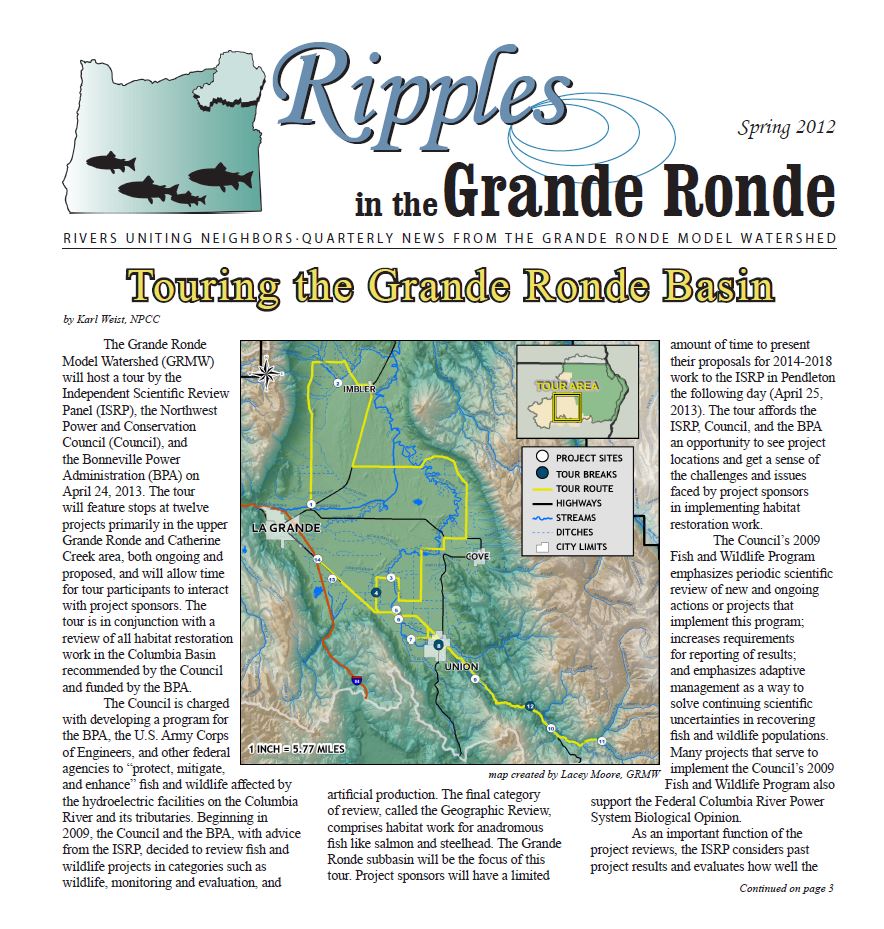 Ripples
Spring 2012
in the Grande Ronde
RIVERS UNITING NEIGHBORS·QUARTERLY NEWS FROM THE GRANDE RONDE MODEL WATERSHED
Touring the Grande Ronde Basin
by Karl Weist, NPCC
The Grande Ronde
Model Watershed (GRMW)
will host a tour by the
Independent Scientific Review
Panel (ISRP), the Northwest
Power and Conservation
Council (Council), and
the Bonneville Power
Administration (BPA) on
April 24, 2013. The tour
will feature stops at twelve
projects primarily in the upper
Grande Ronde and Catherine
Creek area, both ongoing and
proposed, and will allow time
for tour participants to interact
with project sponsors. The
tour is in conjunction with a
review of all habitat restoration
work in the Columbia Basin
recommended by the Council
and funded by the BPA.
The Council is charged
with developing a program for
the BPA, the U.S. Army Corps
of Engineers, and other federal
agencies to “protect, mitigate,
and enhance” fish and wildlife affected by
the hydroelectric facilities on the Columbia
River and its tributaries. Beginning in
2009, the Council and the BPA, with advice
from the ISRP, decided to review fish and
wildlife projects in categories such as
wildlife, monitoring and evaluation, and
2
IMBLER
TOUR AREA
PROJECT SITES
TOUR BREAKS
TOUR ROUTE
HIGHWAYS
STREAMS
DITCHES
CITY LIMITS
1
LA GRANDE
COVE
14
13
3
4
5
6
7
8
UNION
9
84
12
10
11
1 INCH = 5.77 MILES
map created by Lacey Moore, GRMW
artificial production. The final category
of review, called the Geographic Review,
comprises habitat work for anadromous
fish like salmon and steelhead. The Grande
Ronde subbasin will be the focus of this
tour. Project sponsors will have a limited
amount of time to present
their proposals for 2014-2018
work to the ISRP in Pendleton
the following day (April 25,
2013). The tour affords the
ISRP, Council, and the BPA
an opportunity to see project
locations and get a sense of
the challenges and issues
faced by project sponsors
in implementing habitat
restoration work.
The Council’s 2009
Fish and Wildlife Program
emphasizes periodic scientific
review of new and ongoing
actions or projects that
implement this program;
increases requirements
for reporting of results;
and emphasizes adaptive
management as a way to
solve continuing scientific
uncertainties in recovering
fish and wildlife populations.
Many projects that serve to
implement the Council’s 2009
Fish and Wildlife Program also
support the Federal Columbia River Power
System Biological Opinion.
As an important function of the
project reviews, the ISRP considers past
project results and evaluates how well the
Continued on page 3